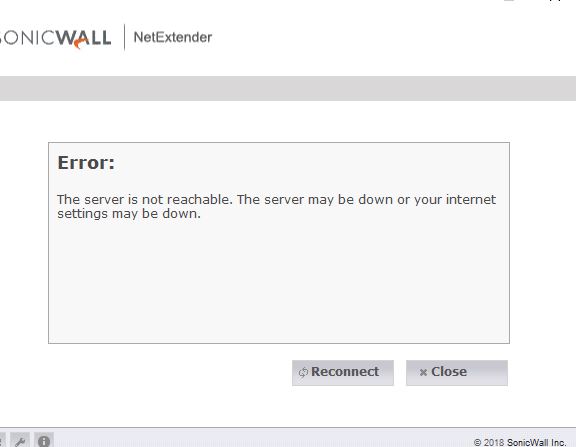 SONICWALL NetExtender
Error:
The server is not reachable. The server may be down or your internet
settings may be down.
Reconnect
Close
© 2018 SonicWall Inc.